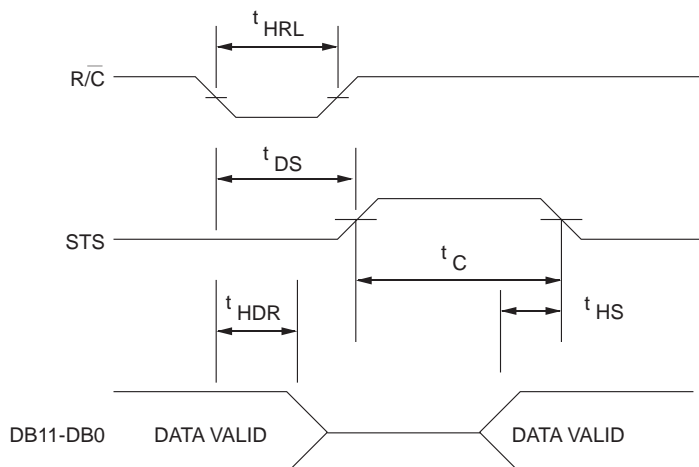 t HRL
R/C̅
t DS
STS
t C
t HDR
t HS
DB11-DB0 DATA VALID DATA VALID